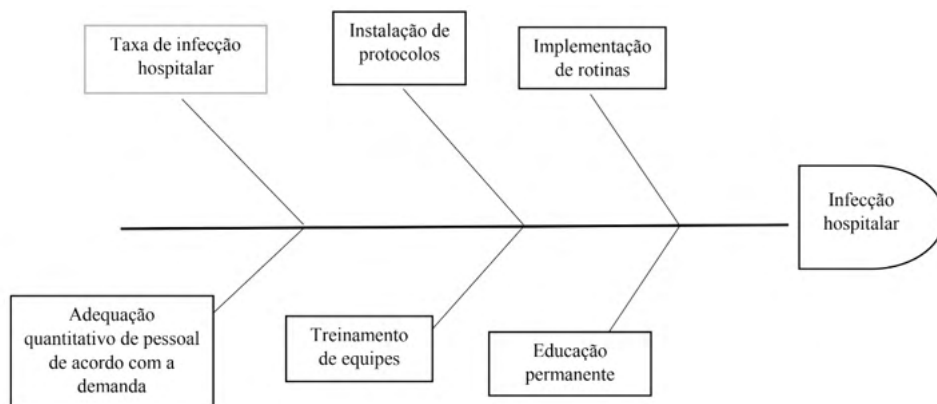 Taxa de infecção
hospitalar
Instalação de
protocolos
Implementação
de rotinas
Infecção
hospitalar
Adequação
quantitativo de pessoal
de acordo com a
demanda
Treinamento
de equipes
Educação
permanente